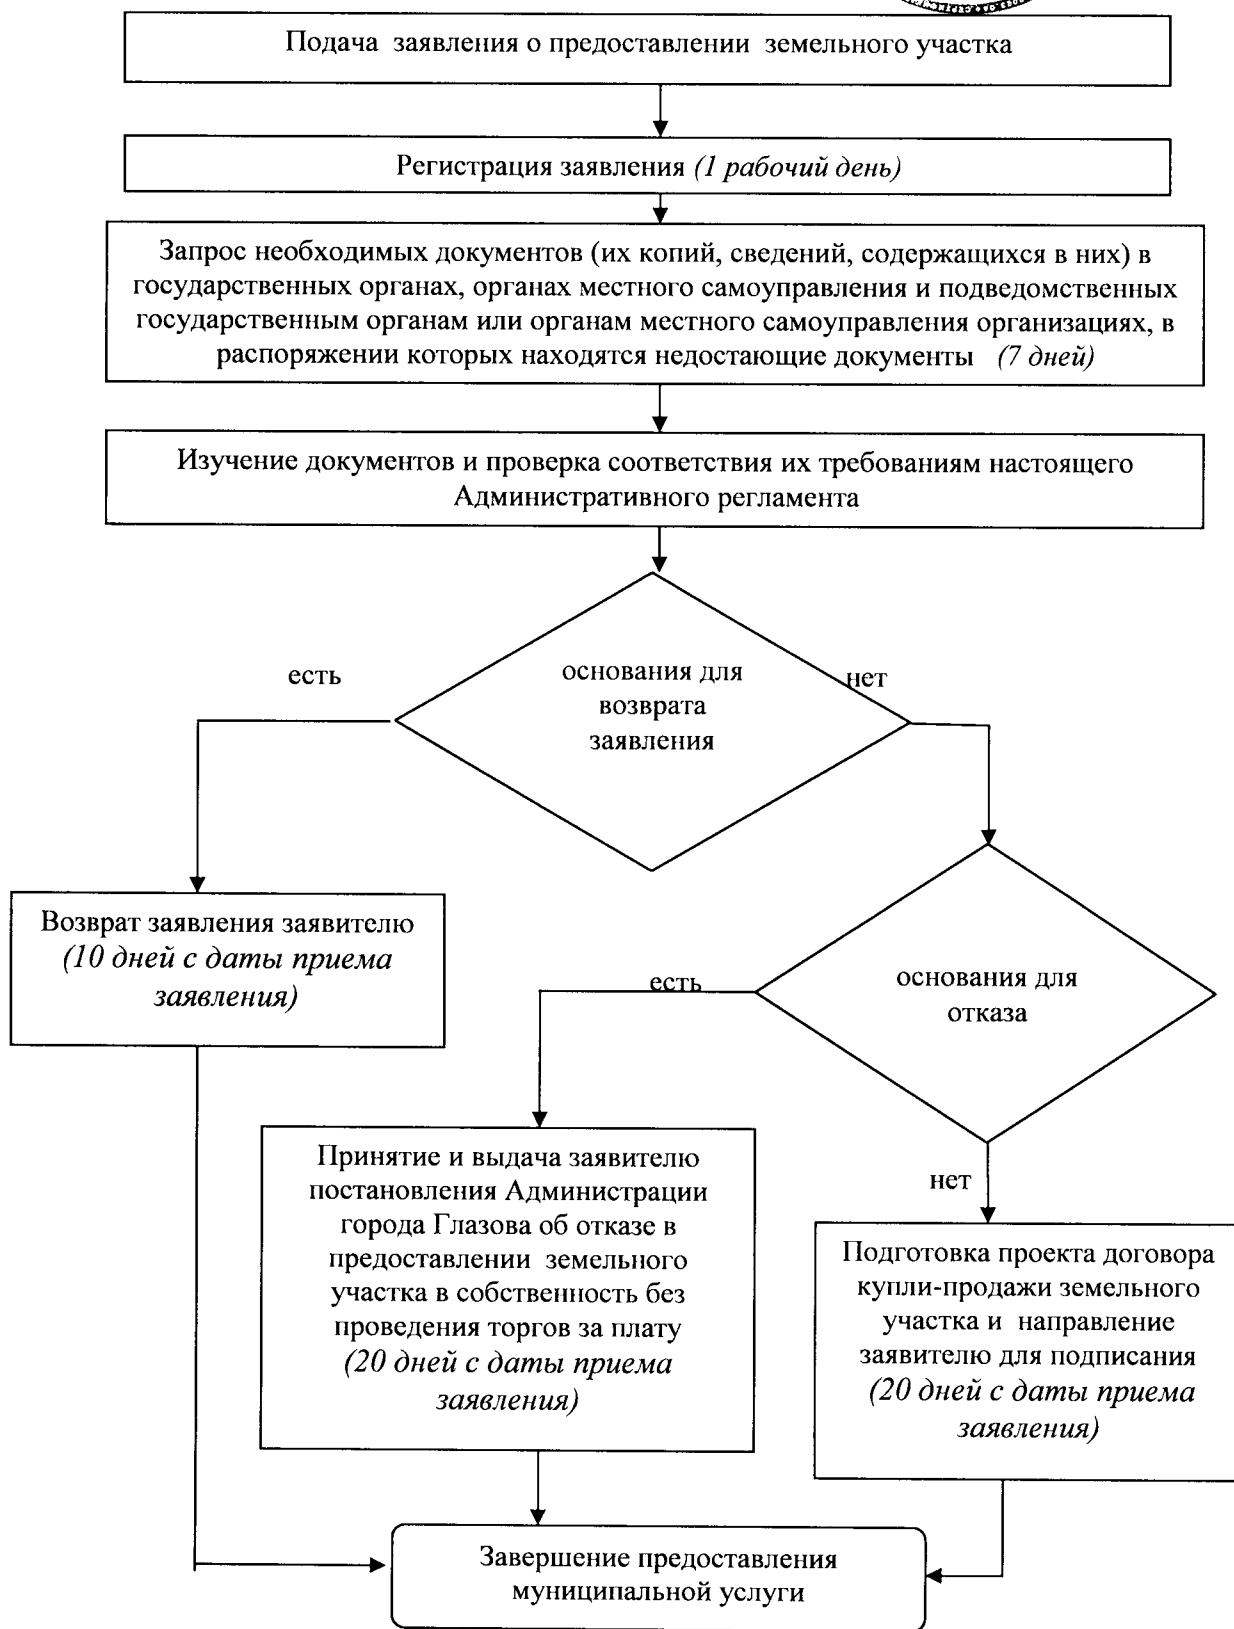 Подача заявления о предоставлении земельного участка
Регистрация заявления (1 рабочий день)
Запрос необходимых документов (их копий, сведений, содержащихся в них) в
государственных органах, органах местного самоуправления и подведомственных
государственным органам или органам местного самоуправления организациях, в
распоряжении которых находятся недостающие документы (7 дней)
Изучение документов и проверка соответствия их требованиям настоящего
Административного регламента
есть
основания для
возврата
заявления
нет
Возврат заявления заявителю
(10 дней с даты приема
заявления)
есть
основания для
отказа
Принятие и выдача заявителю
постановления Администрации
города Глазова об отказе в
предоставлении земельного
участка в собственность без
проведения торгов за плату
(20 дней с даты приема
заявления)
нет
Подготовка проекта договора
купли-продажи земельного
участка и направление
заявителю для подписания
(20 дней с даты приема
заявления)
Завершение предоставления
муниципальной услуги